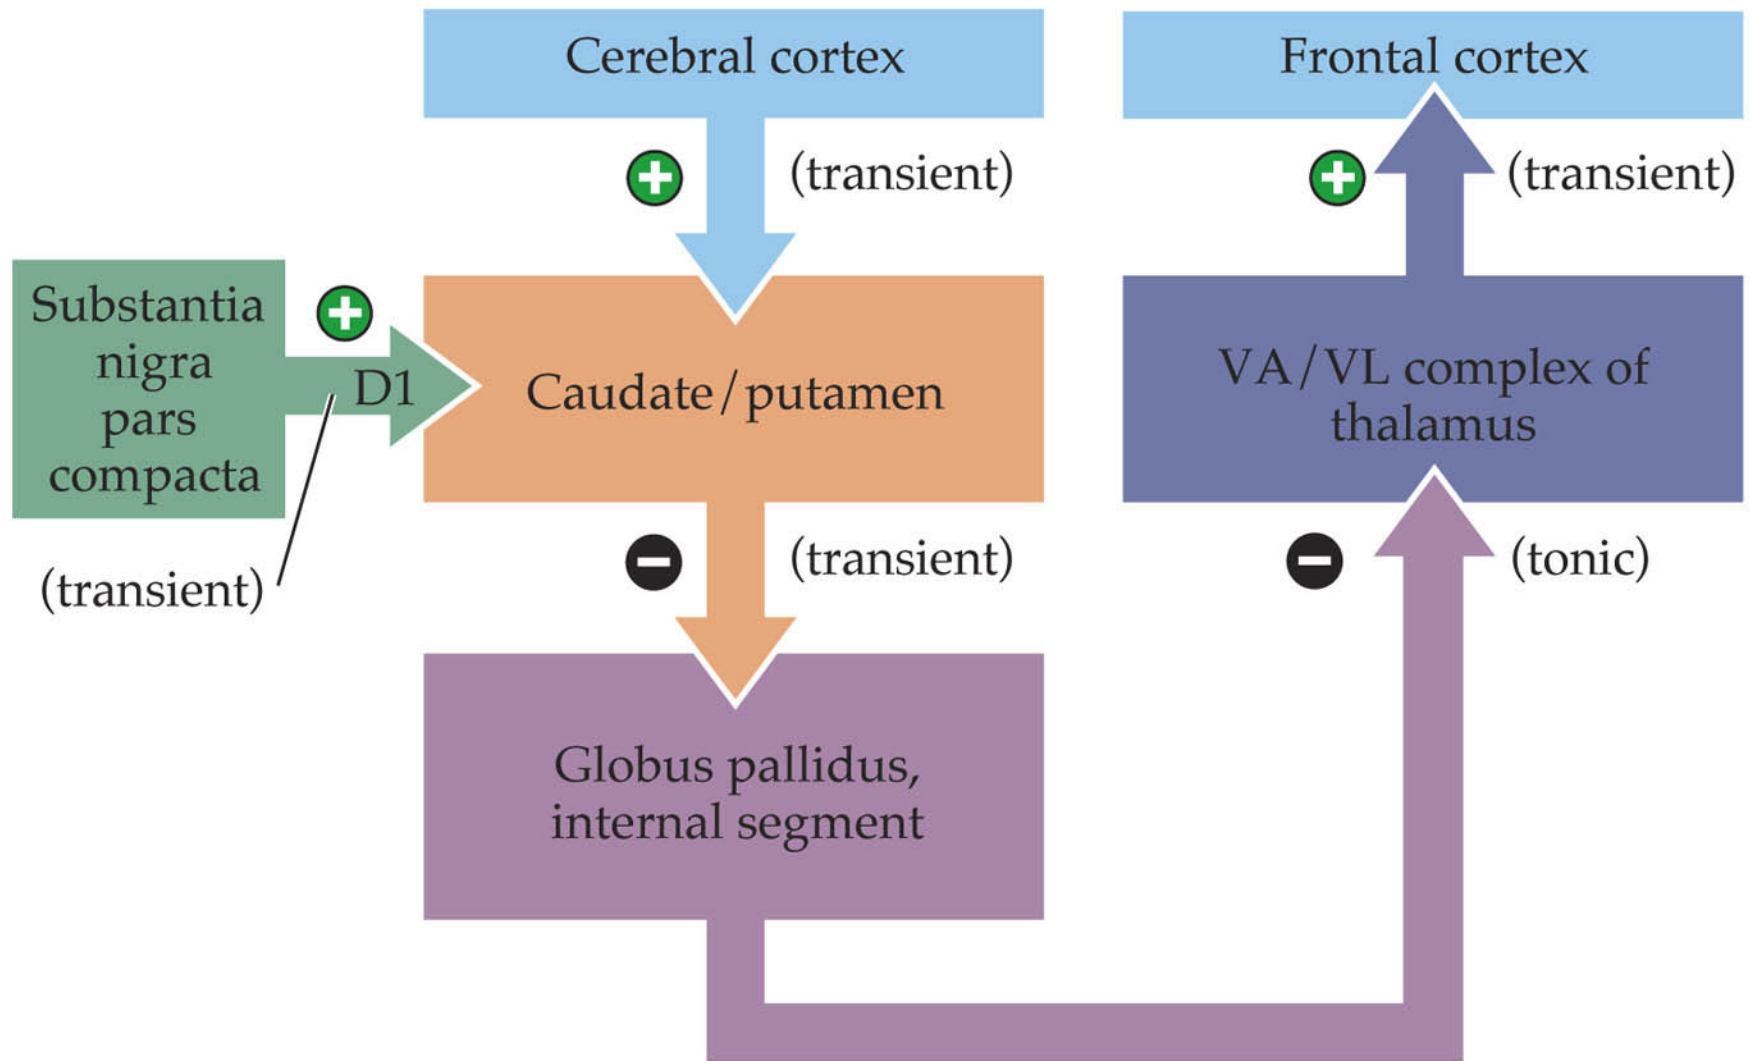 Cerebral cortex
Frontal cortex
(transient)
(transient)
Substantia
nigra
pars
compacta
D1
Caudate/putamen
VA/VL complex of
thalamus
(transient)
(transient)
(tonic)
Globus pallidus,
internal segment